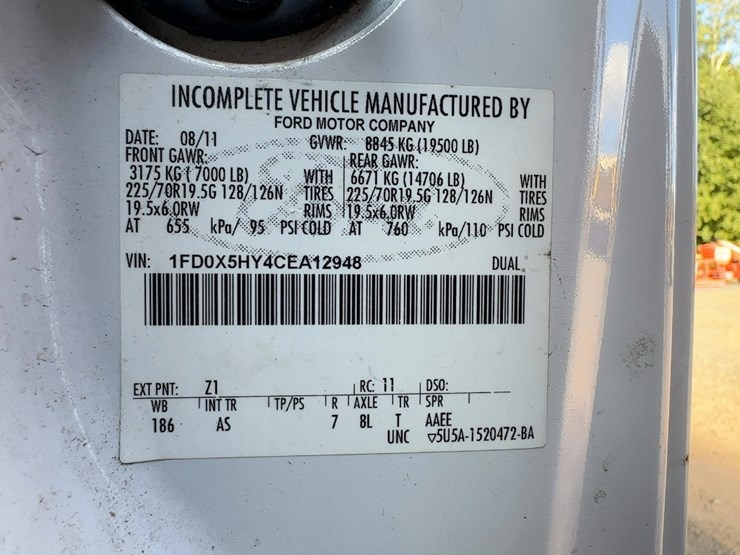 INCOMPLETE VEHICLE MANUFACTURED BY
FORD MOTOR COMPANY
DATE: 08/11 GVWR: 8845 KG (19500 LB)
FRONT GAWR: REAR GAWR:
3175 KG ( 7000 LB) WITH 6671 KG (14706 LB) WITH
225/70R19.5G 128/126N TIRES 225/70R19.5G 128/126N TIRES
19.5x6.0RW RIMS 19.5x6.0RW RIMS
AT 655 kPa/ 95 PSI COLD AT 760 kPa/110 PSI COLD
VIN: 1FD0X5HY4CEA12948 DUAL
EXT PNT: Z1 RC: 11 DSO:
WB INT TR TP/PS R AXLE TR SPR
186 AS 7 8L T AAEE
UNC ▽5U5A-1520472-BA